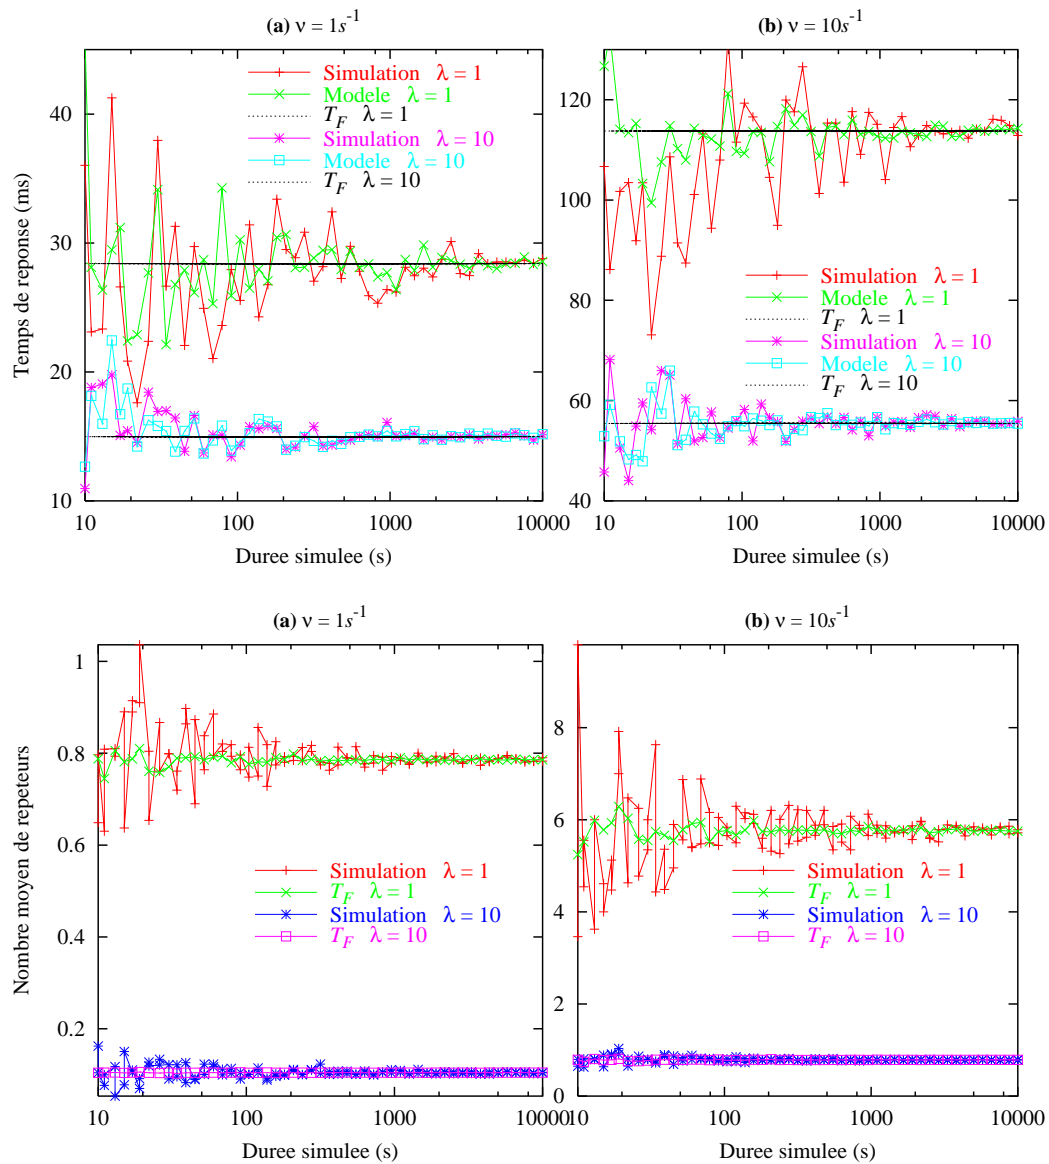 (a) ν = 1s-1
(b) ν = 10s-1
Temps de reponse (ms)
40
30
20
10
Simulation λ = 1
Modele λ = 1
TF λ = 1
Simulation λ = 10
Modele λ = 10
TF λ = 10
10 100 1000 10000
Duree simulee (s)
120
100
80
60
40
Simulation λ = 1
Modele λ = 1
TF λ = 1
Simulation λ = 10
Modele λ = 10
TF λ = 10
10 100 1000 10000
Duree simulee (s)
(a) ν = 1s-1
(b) ν = 10s-1
Nombre moyen de repeteurs
1
0.8
0.6
0.4
0.2
Simulation λ = 1
TF λ = 1
Simulation λ = 10
TF λ = 10
10 100 1000 10000
Duree simulee (s)
8
6
4
2
0
Simulation λ = 1
TF λ = 1
Simulation λ = 10
TF λ = 10
10 100 1000 10000
Duree simulee (s)